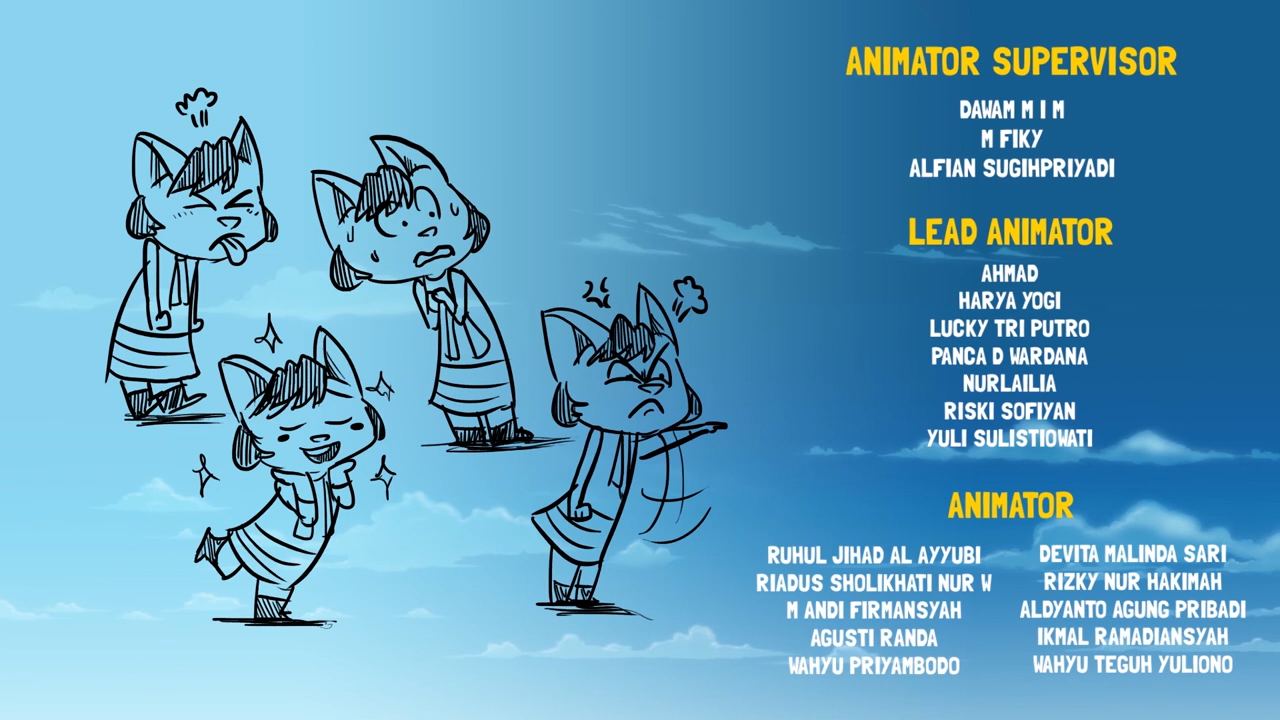 ANIMATOR SUPERVISOR
DAWAM M I M
M FIKY
ALFIAN SUGIHPRIYADI
LEAD ANIMATOR
AHMAD
HARYA YOGI
LUCKY TRI PUTRO
PANCA D WARDANA
NURLAILIA
RISKI SOFIYAN
YULI SULISTIOWATI
ANIMATOR
RUHUL JIHAD AL AYYUBI
RIADUS SHOLIKHATI NUR W
M ANDI FIRMANSYAH
AGUSTI RANDA
WAHYU PRIYAMBODO
DEVITA MALINDA SARI
RIZKY NUR HAKIMAH
ALDYANTO AGUNG PRIBADI
IKMAL RAMADIANSYAH
WAHYU TEGUH YULIONO